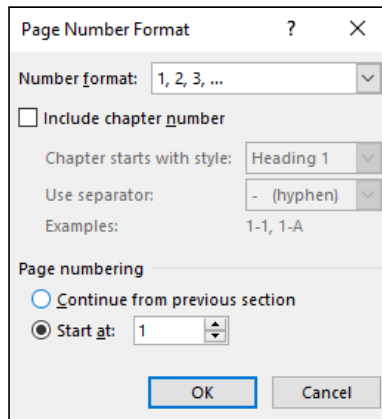 Page Number Format ?
Number format: 1, 2, 3, ...
Include chapter number
Chapter starts with style: Heading 1
Use separator: - (hyphen)
Examples: 1-1, 1-A
Page numbering
Continue from previous section
Start at: 1
OK Cancel